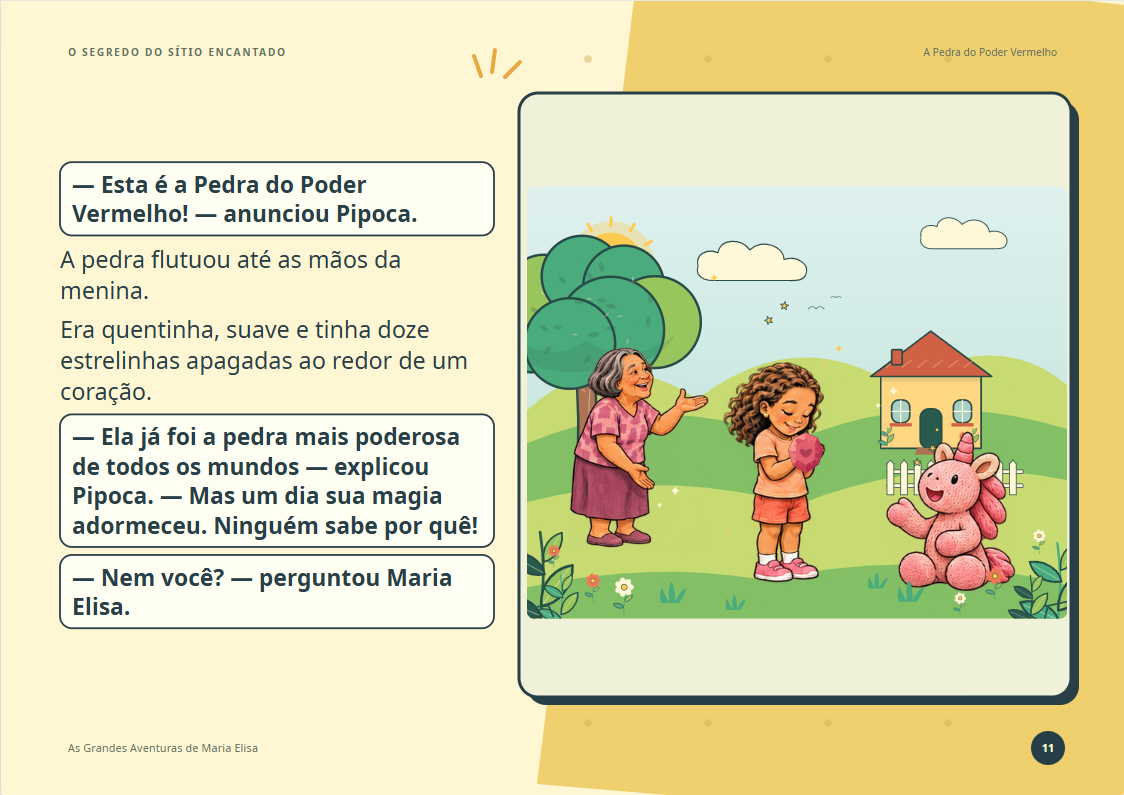 O SEGREDO DO SÍTIO ENCANTADO
A Pedra do Poder Vermelho
— Esta é a Pedra do Poder
Vermelho! — anunciou Pipoca.
A pedra flutuou até as mãos da
menina.
Era quentinha, suave e tinha doze
estrelinhas apagadas ao redor de um
coração.
— Ela já foi a pedra mais poderosa
de todos os mundos — explicou
Pipoca. — Mas um dia sua magia
adormeceu. Ninguém sabe por quê!
— Nem você? — perguntou Maria
Elisa.
As Grandes Aventuras de Maria Elisa
11